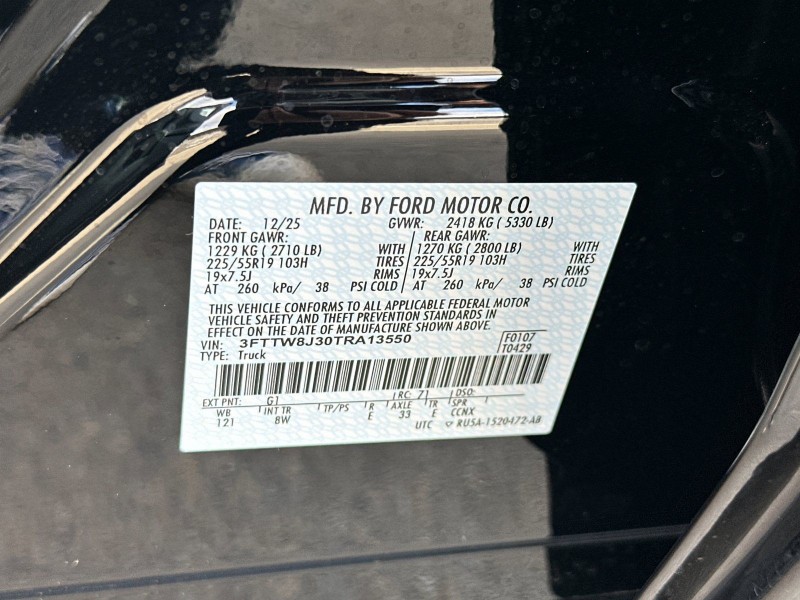 MFD. BY FORD MOTOR CO.
DATE: 12/25 GVWR: 2418 KG ( 5330 LB)
FRONT GAWR: REAR GAWR:
1229 KG ( 2710 LB) WITH 1270 KG ( 2800 LB) WITH
225/55R19 103H TIRES 225/55R19 103H TIRES
19x7.5J RIMS 19x7.5J RIMS
AT 260 kPa/ 38 PSI COLD AT 260 kPa/ 38 PSI COLD
THIS VEHICLE CONFORMS TO ALL APPLICABLE FEDERAL MOTOR
VEHICLE SAFETY AND THEFT PREVENTION STANDARDS IN
EFFECT ON THE DATE OF MANUFACTURE SHOWN ABOVE.
VIN: 3FTTW8J30TRA13550 F0107
TYPE: Truck T0429
EXT PNT: G1 RC: 71 DSO:
WB INT TR TP/PS R AXLE TR SPR
121 8W E 33 E CCNX
UTC RU5A-1520472-AB